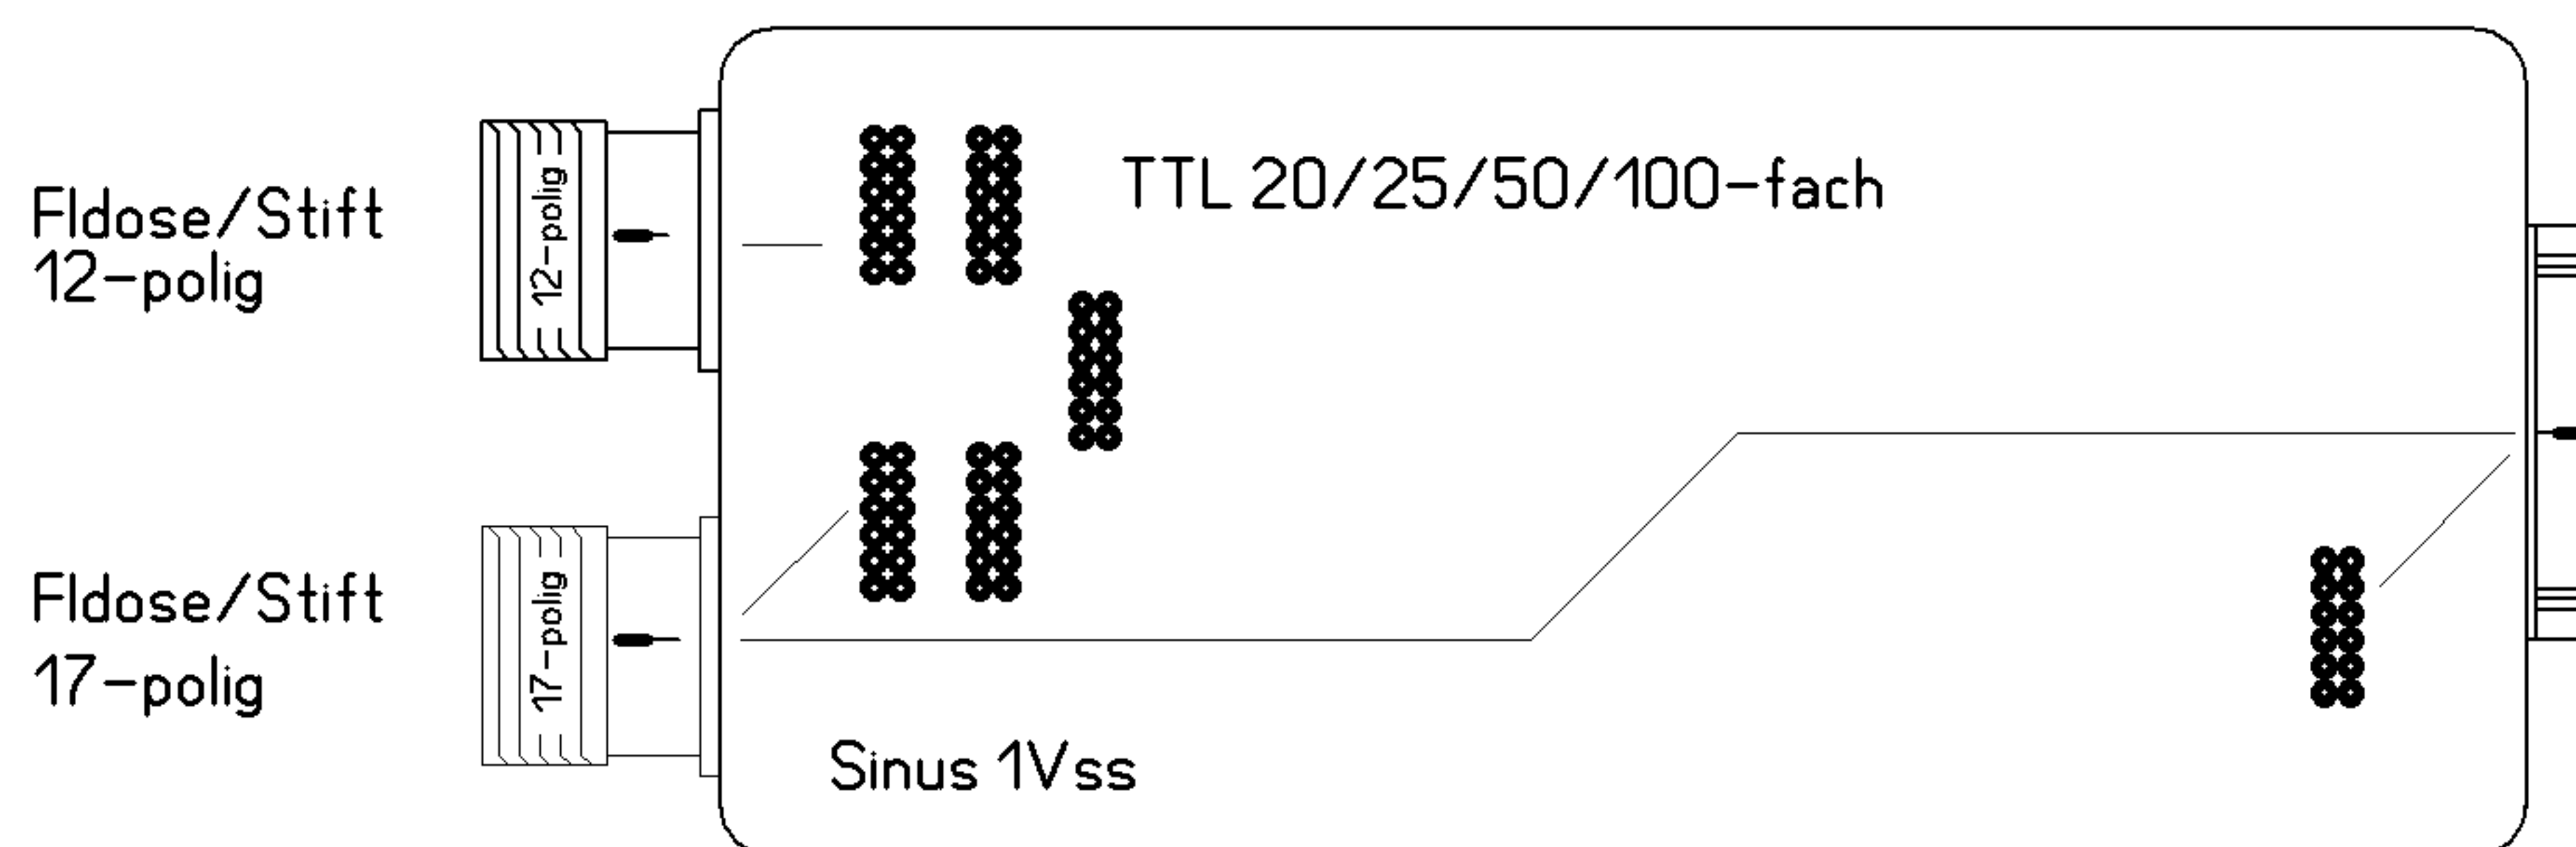 Fldose/Stift
12-polig
12-polig
TTL 20/25/50/100-fach
Fldose/Stift
17-polig
17-polig
Sinus 1Vss